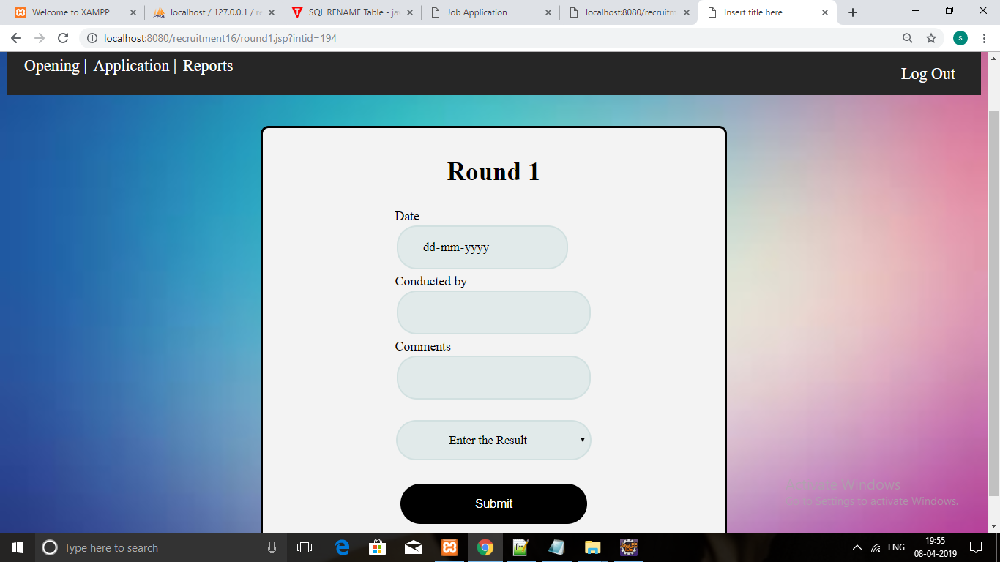 Welcome to XAMPP
localhost / 127.0.0.1 / re
SQL RENAME Table - ja
Job Application
localhost:8080/recruitm
Insert title here
localhost:8080/recruitment16/round1.jsp?intid=194
s
Opening | Application | Reports
Log Out
Round 1
Date
dd-mm-yyyy
Conducted by
Comments
Enter the Result
Submit
Activate Windows
Go to Settings to activate Windows.
Type here to search
ENG
19:55
08-04-2019